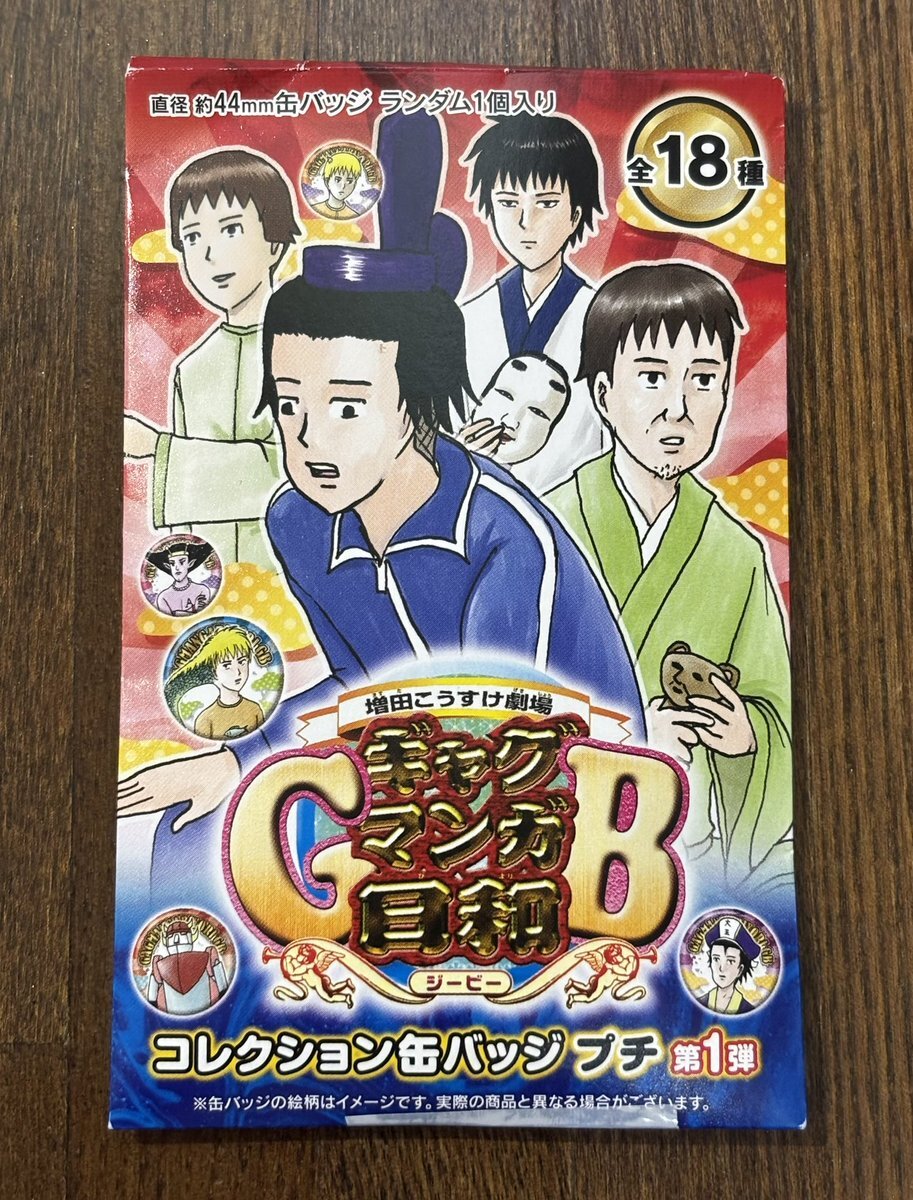 直径 約44mm缶バッジ ランダム1個入り
全18種
増田こうすけ劇場
ギャグ
マンガ
日和
GB
ジービー
コレクション缶バッジ プチ 第1弾
※缶バッジの絵柄はイメージです。実際の商品と異なる場合がございます。